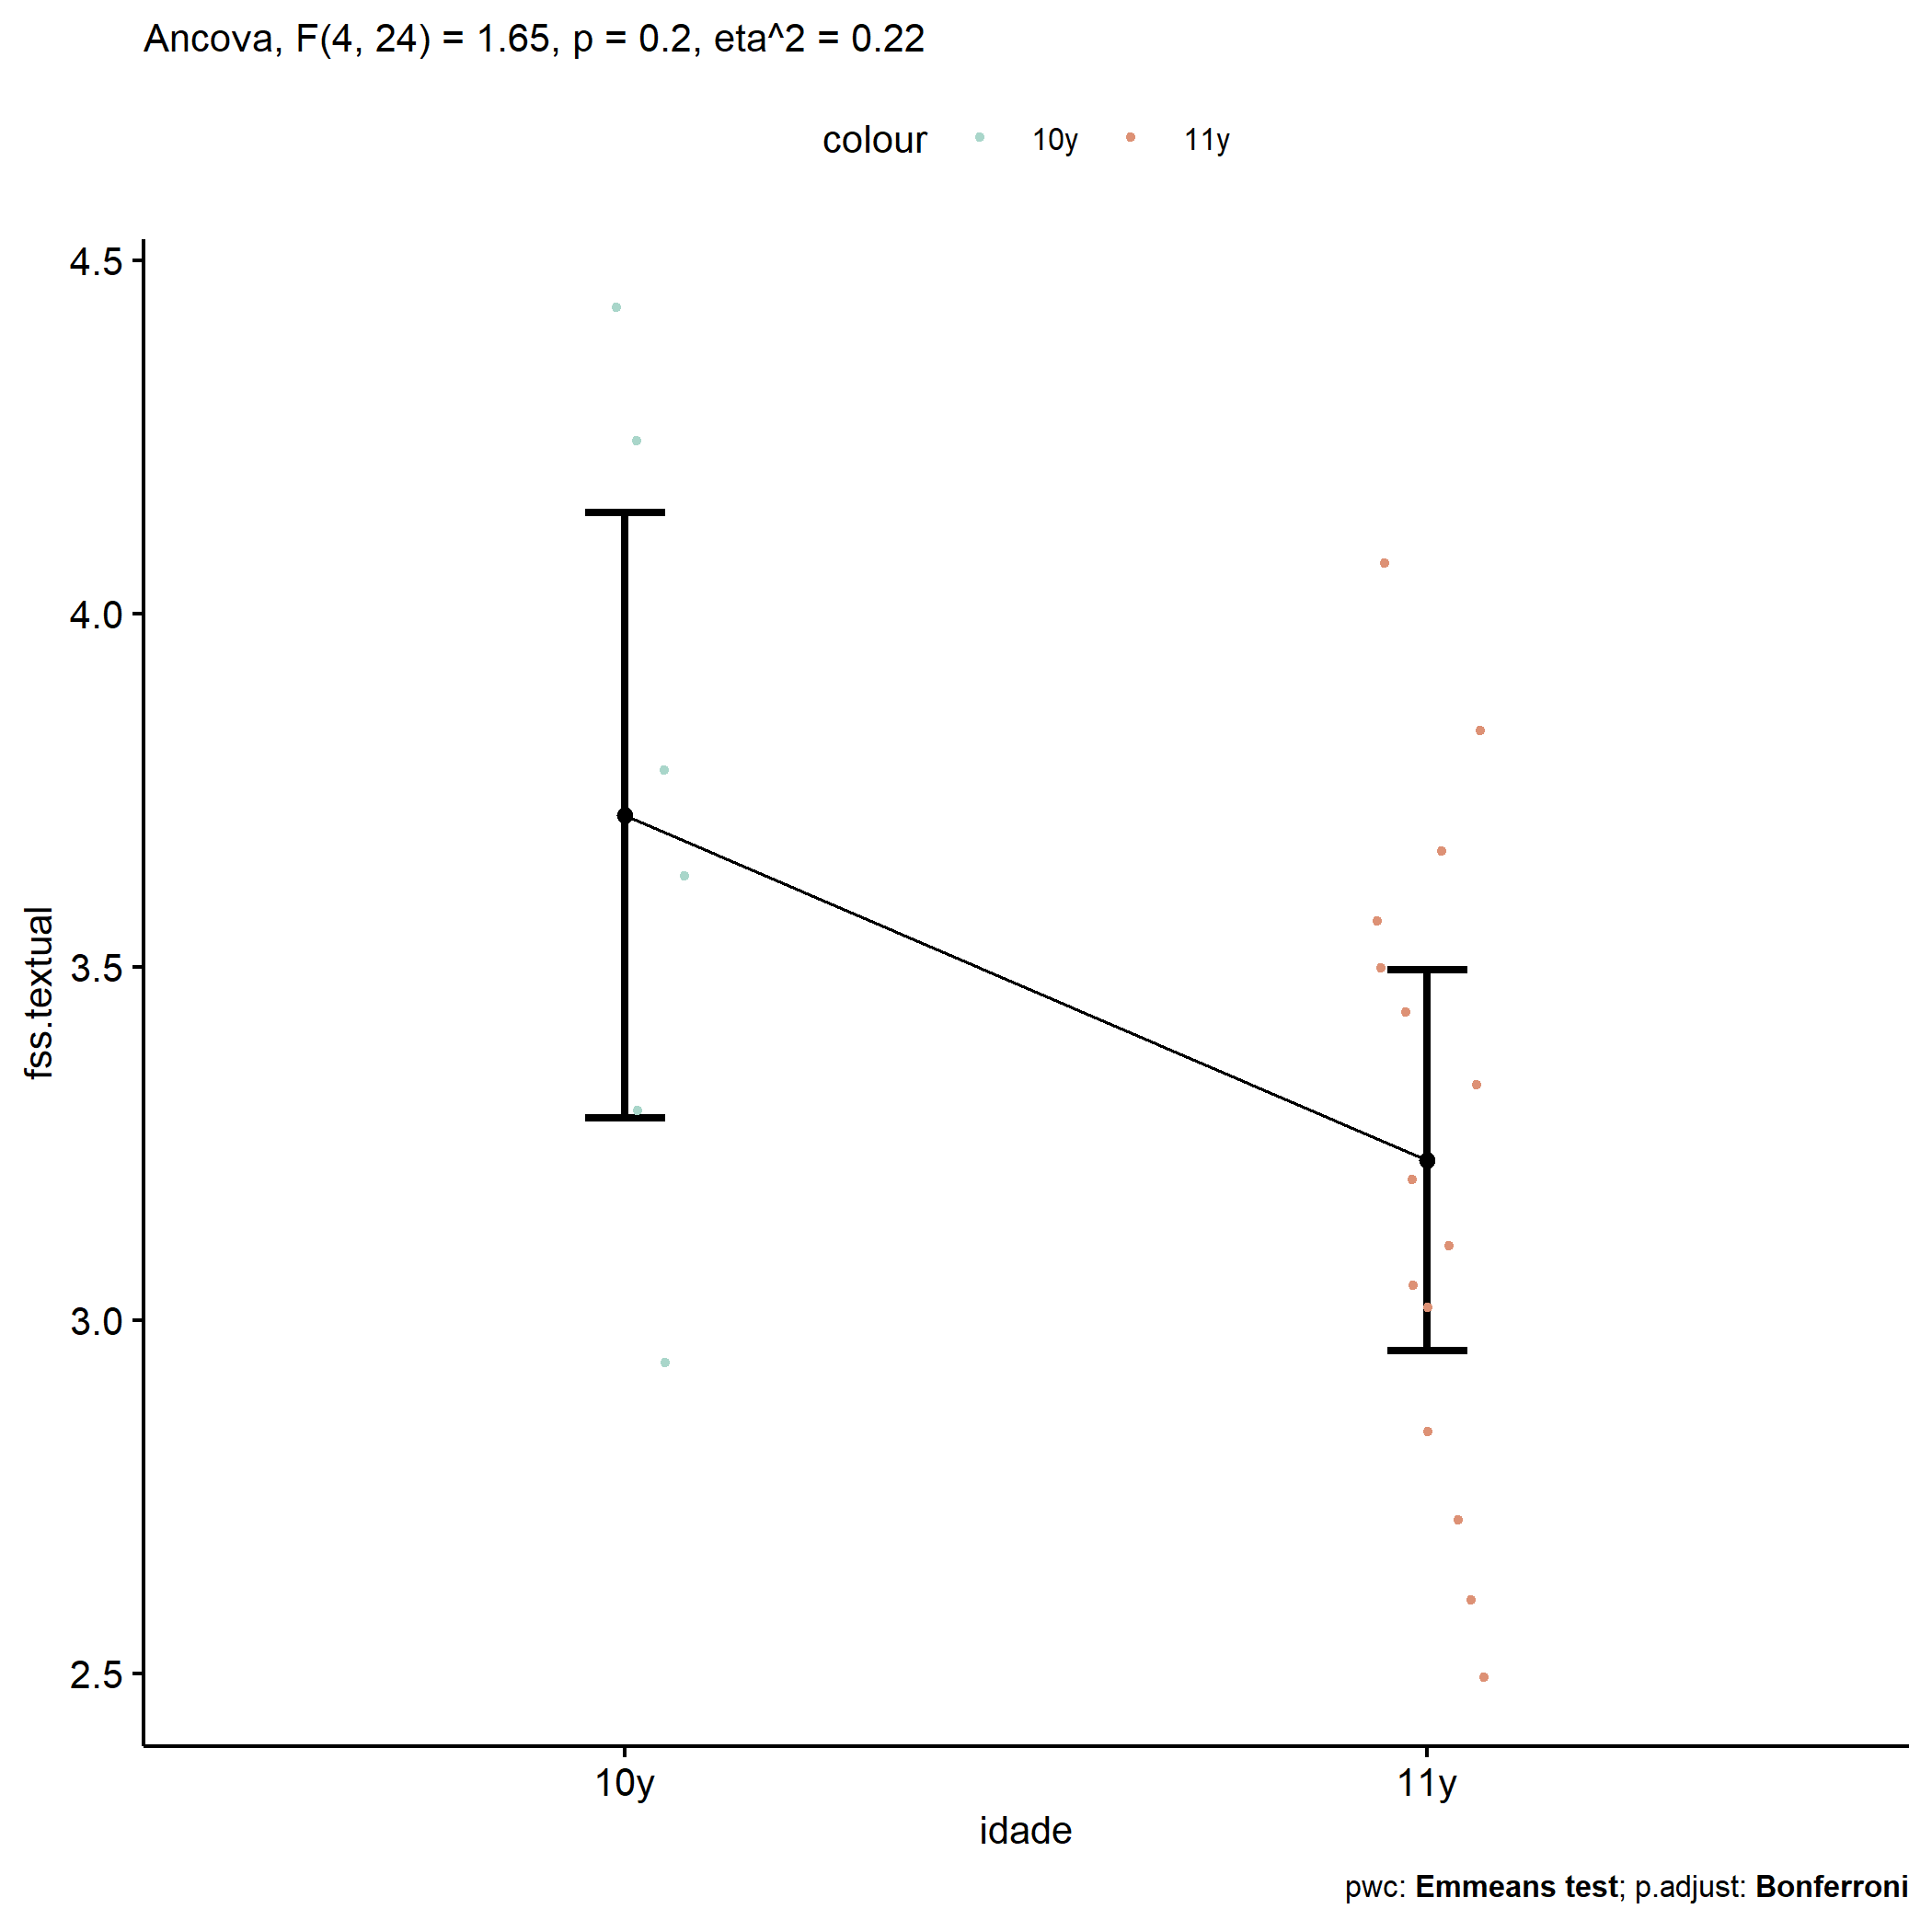 Ancova, F(4, 24) = 1.65, p = 0.2, eta^2 = 0.22
colour 10y 11y
4.5
4.0
3.5
3.0
2.5
fss.textual
10y 11y
idade
pwc: Emmeans test; p.adjust: Bonferroni